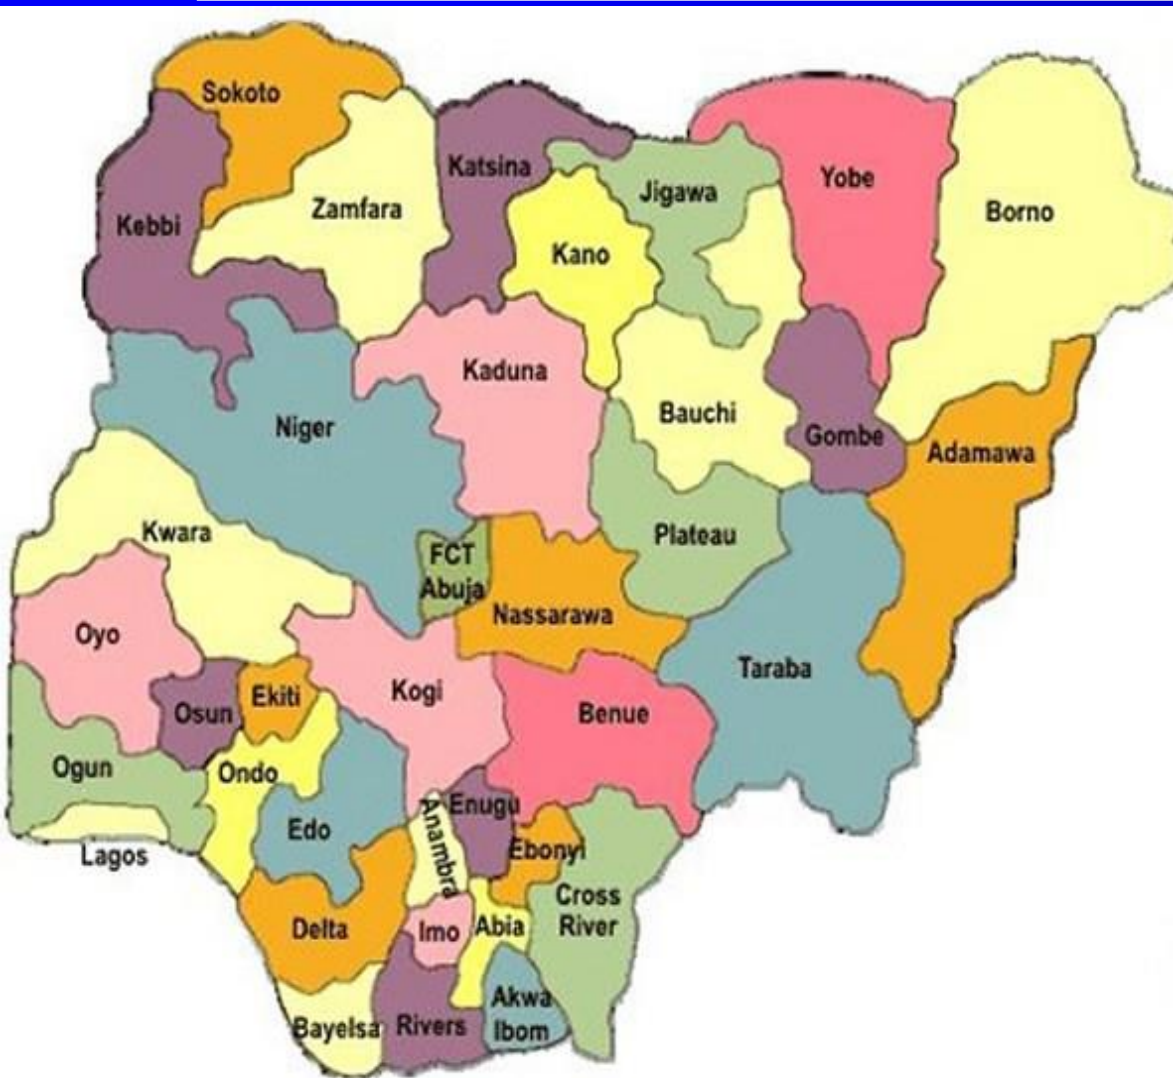 Sokoto
Katsina
Yobe
Jigawa
Zamfara
Borno
Kebbi
Kano
Kaduna
Bauchi
Niger
Gombe
Adamawa
Kwara
Plateau
FCT
Abuja
Nassarawa
Oyo
Taraba
Kogi
Ekiti
Osun
Benue
Ogun
Ondo
Enugu
Anambra
Edo
Lagos
Ebonyi
Cross
River
Delta
Imo
Abia
Akwa
Ibom
Bayelsa
Rivers